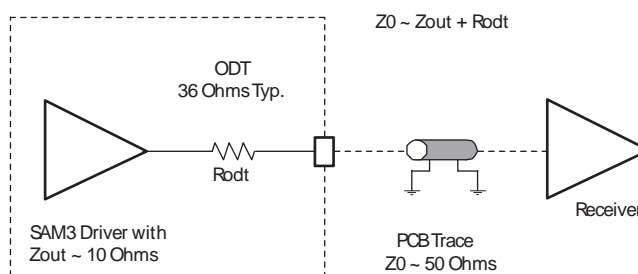 Z0 ~ Zout + Rodt
ODT
36 Ohms Typ.
Rodt
Receiver
SAM3 Driver with
Zout ~ 10 Ohms
PCB Trace
Z0 ~ 50 Ohms